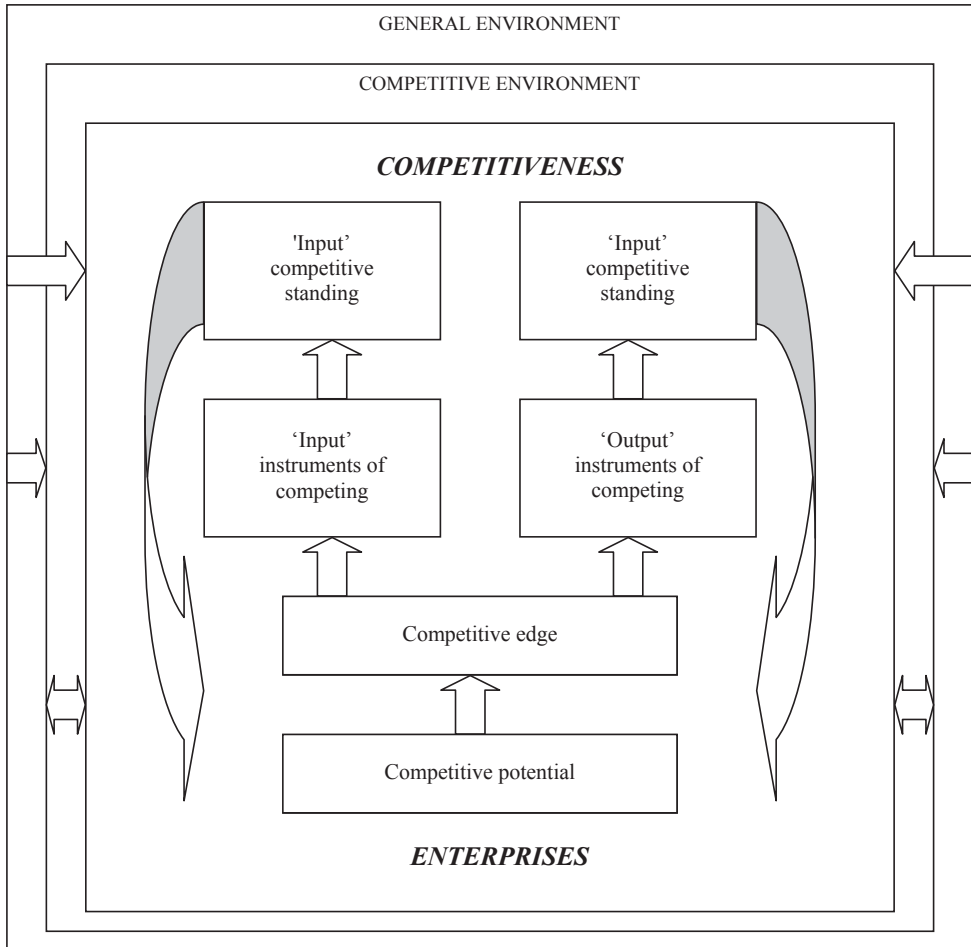 GENERAL ENVIRONMENT
COMPETITIVE ENVIRONMENT
COMPETITIVENESS
'Input’
competitive
standing
‘Input’
competitive
standing
‘Input’
instruments of
competing
‘Output’
instruments of
competing
Competitive edge
Competitive potential
ENTERPRISES